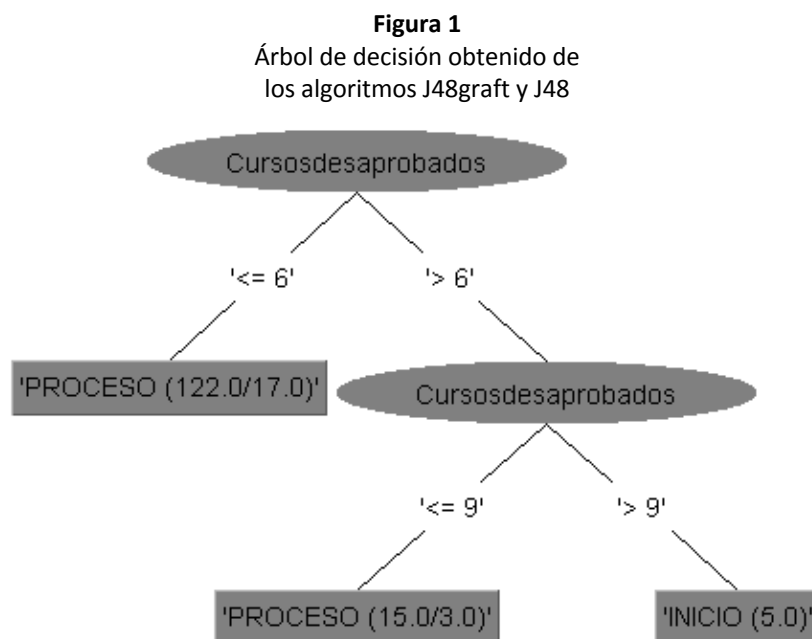 Figura 1
Árbol de decisión obtenido de
los algoritmos J48graft y J48
Cursosdesaprobados
'<= 6'
'> 6'
'PROCESO (122.0/17.0)'
Cursosdesaprobados
'<= 9'
'> 9'
'PROCESO (15.0/3.0)'
'INICIO (5.0)'